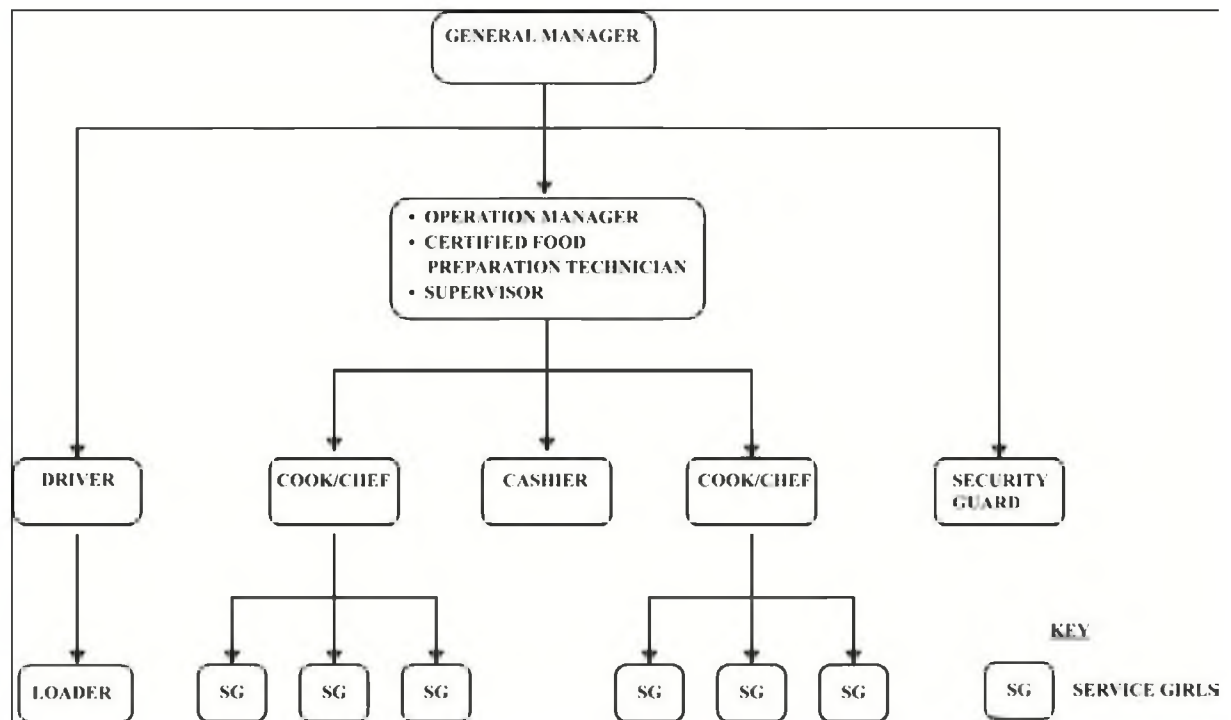 GENERAL MANAGER
• OPERATION MANAGER
• CERTIFIED FOOD
PREPARATION TECHNICIAN
• SUPERVISOR
DRIVER
COOK/CHEF
CASHIER
COOK/CHEF
SECURITY
GUARD
LOADER
SG
SG
SG
SG
SG
SG
KEY
SG SERVICE GIRLS